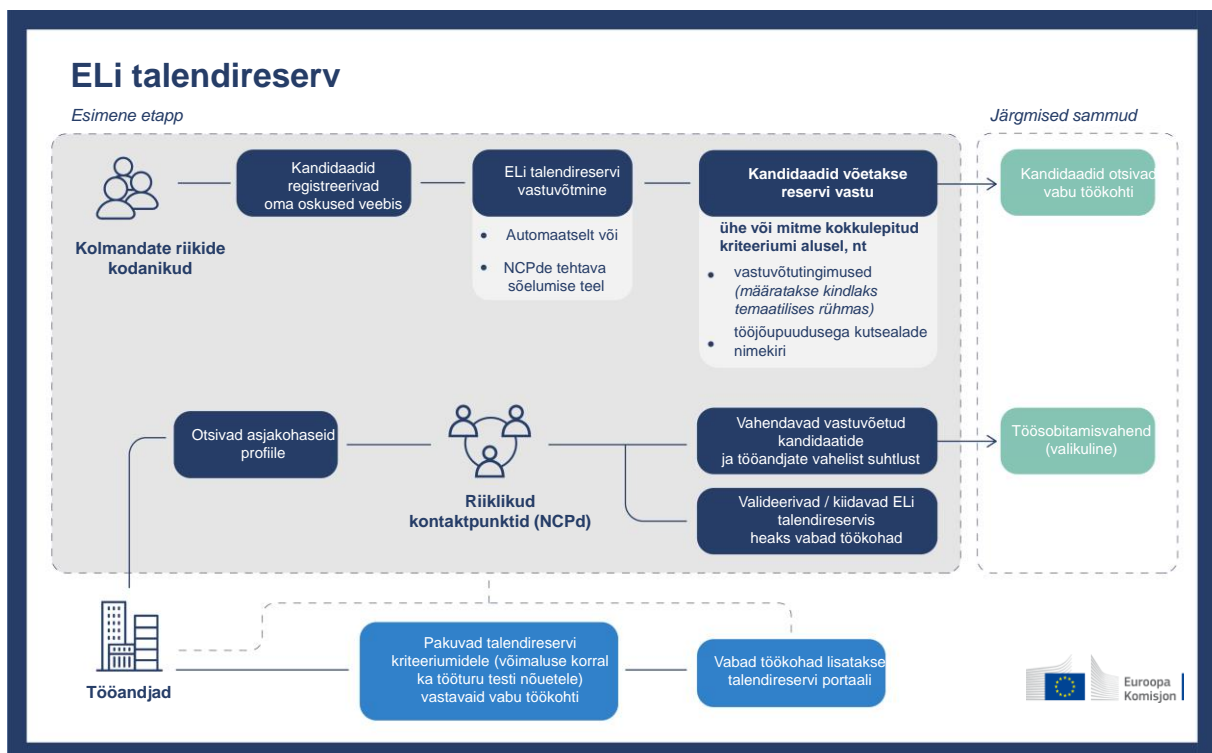 ELi talendireserv
Esimene etapp
Järgmised sammud
Kolmandate riikide
kodanikud
Kandidaadid
registreerivad
oma oskused veebis
ELi talendireservi
vastuvõtmine
• Automaatselt või
• NCPde tehtava
sõelumise teel
Kandidaadid võetakse
reservi vastu
ühe või mitme kokkulepitud
kriteeriumi alusel, nt
• vastuvõtutingimused
(määratakse kindlaks
temaatilises rühmas)
• tööjõupuudusega kutsealade
nimekiri
Kandidaadid otsivad
vabu töökohti
Otsivad asjakohaseid
profiile
Riiklikud
kontaktpunktid (NCPd)
Vahendavad vastuvõetud
kandidaatide
ja tööandjate vahelist suhtlust
Valideerivad / kiidavad ELi
talendireservis
heaks vabad töökohad
Töösobitamisvahend
(valikuline)
Tööandjad
Pakuvad talendireservi
kriteeriumidele (võimaluse korral
ka tööturu testi nõuetele)
vastavaid vabu töökohti
Vabad töökohad lisatakse
talendireservi portaali
Euroopa
Komisjon